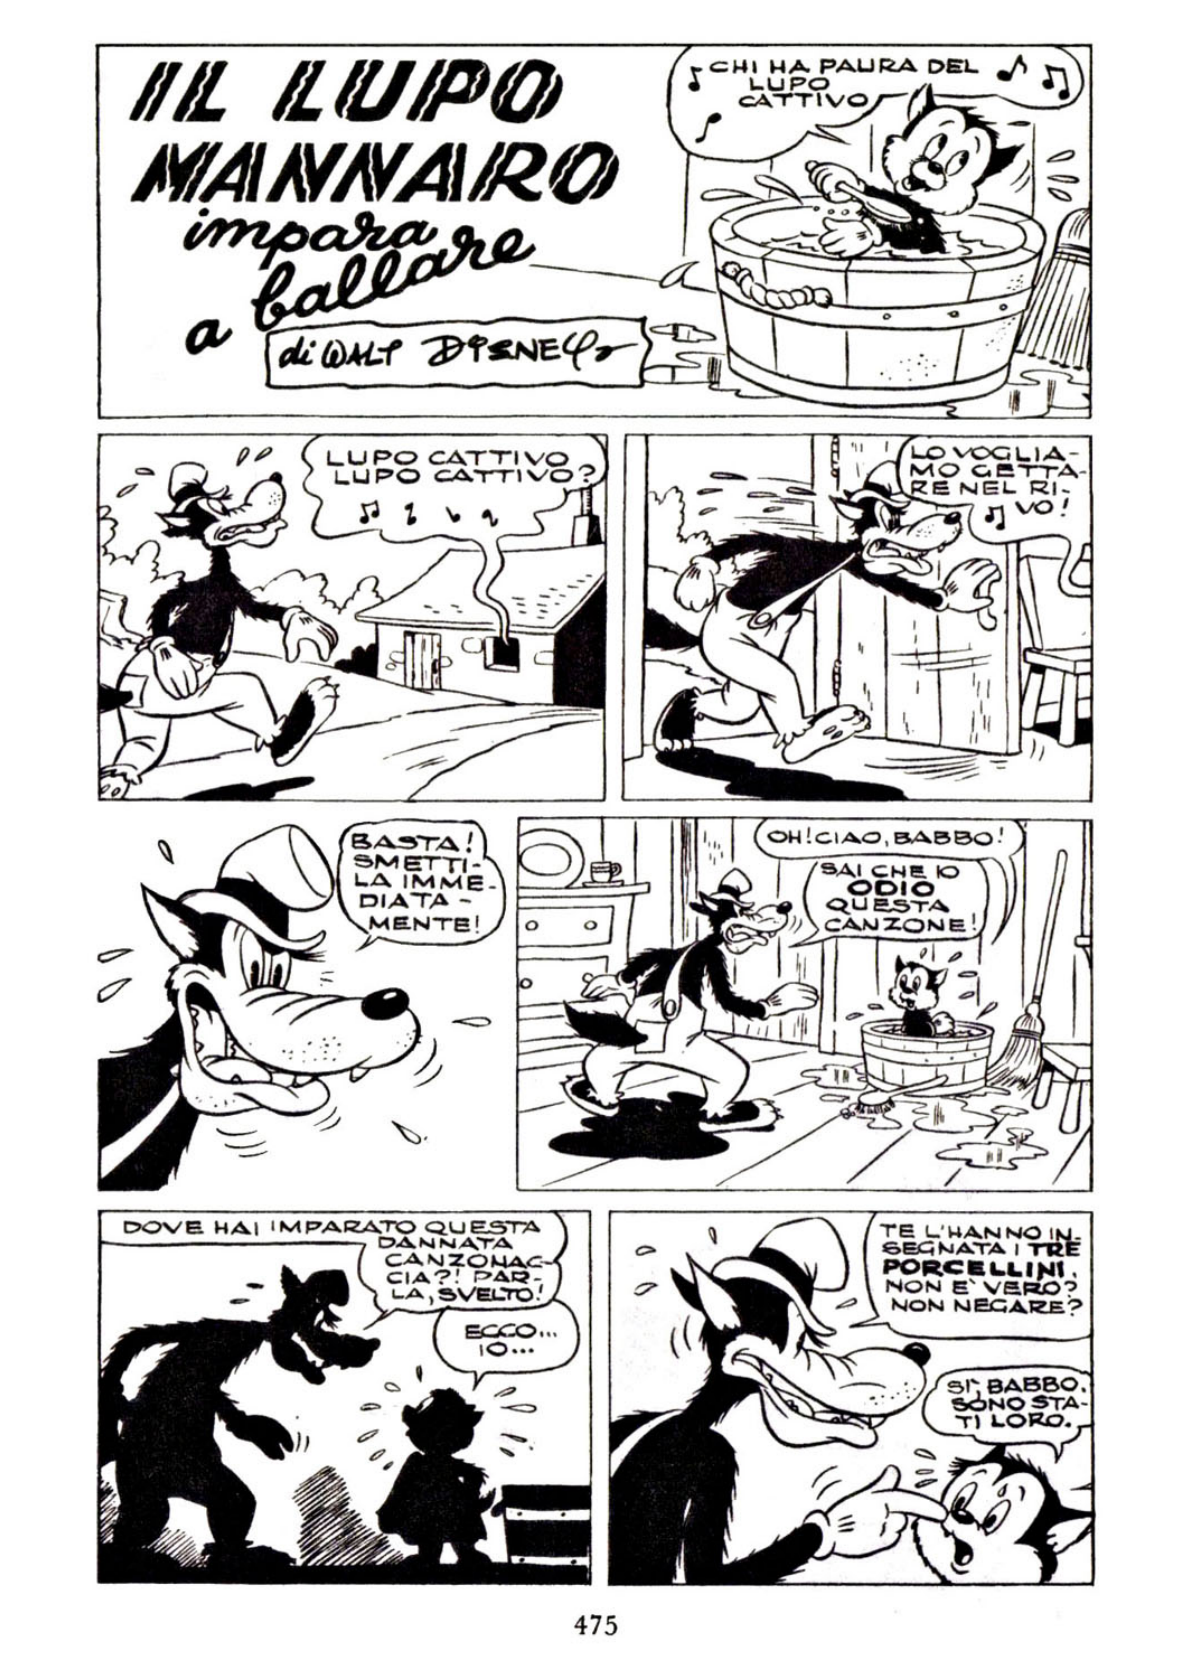 IL LUPO
MANNARO
impara
a ballare
di WALT DISNEY
CHI HA PAURA DEL
LUPO
CATTIVO
LUPO CATTIVO
LUPO CATTIVO?
LO VOGLIA-
MO GETTA-
RE NEL RI-
VO!
BASTA!
SMETTI-
LA IMME-
DIATA-
MENTE!
OH! CIAO, BABBO!
SAI CHE IO
ODIO
QUESTA
CANZONE!
DOVE HAI IMPARATO QUESTA
DANNATA
CANZONAC-
CIA?! PAR-
LA, SVELTO!
ECCO...
IO...
TE L'HANNO IN-
SEGNATA I TRE
PORCELLINI,
NON E' VERO?
NON NEGARE?
SI', BABBO.
SONO STA-
TI LORO.
475